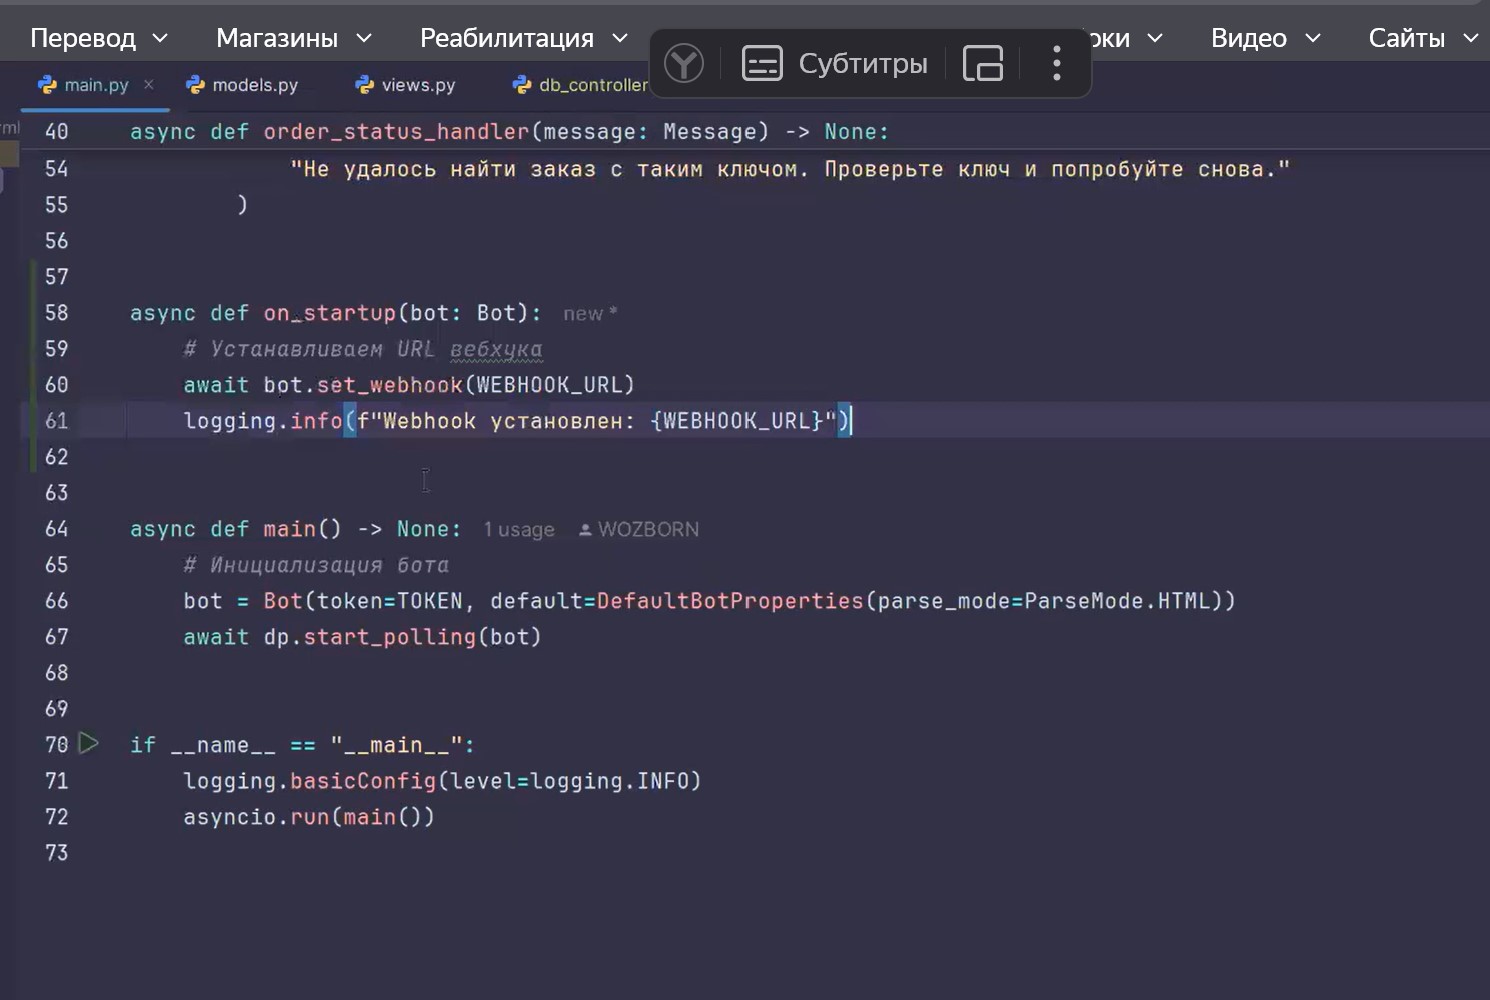 Перевод Магазины Реабилитация Субтитры Видео Сайты
main.py × models.py views.py db_controller
40 async def order_status_handler(message: Message) -> None:
54 "Не удалось найти заказ с таким ключом. Проверьте ключ и попробуйте снова."
55 )
56
57
58 async def on_startup(bot: Bot): new *
59 # Устанавливаем URL вебхука
60 await bot.set_webhook(WEBHOOK_URL)
61 logging.info(f"Webhook установлен: {WEBHOOK_URL}")
62
63
64 async def main() -> None: 1 usage WOZBORN
65 # Инициализация бота
66 bot = Bot(token=TOKEN, default=DefaultBotProperties(parse_mode=ParseMode.HTML))
67 await dp.start_polling(bot)
68
69
70 if __name__ == "__main__":
71 logging.basicConfig(level=logging.INFO)
72 asyncio.run(main())
73